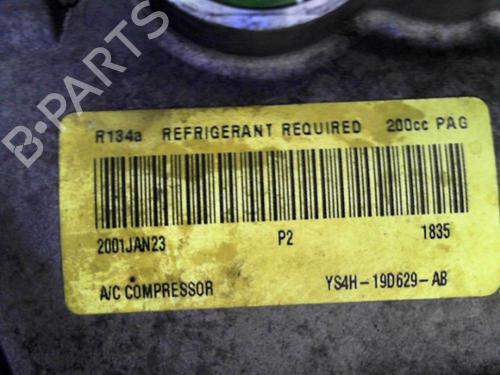 B-PARTS
R134a REFRIGERANT REQUIRED 200cc PAG
2001JAN23 P2 1835
A/C COMPRESSOR YS4H-19D629-AB